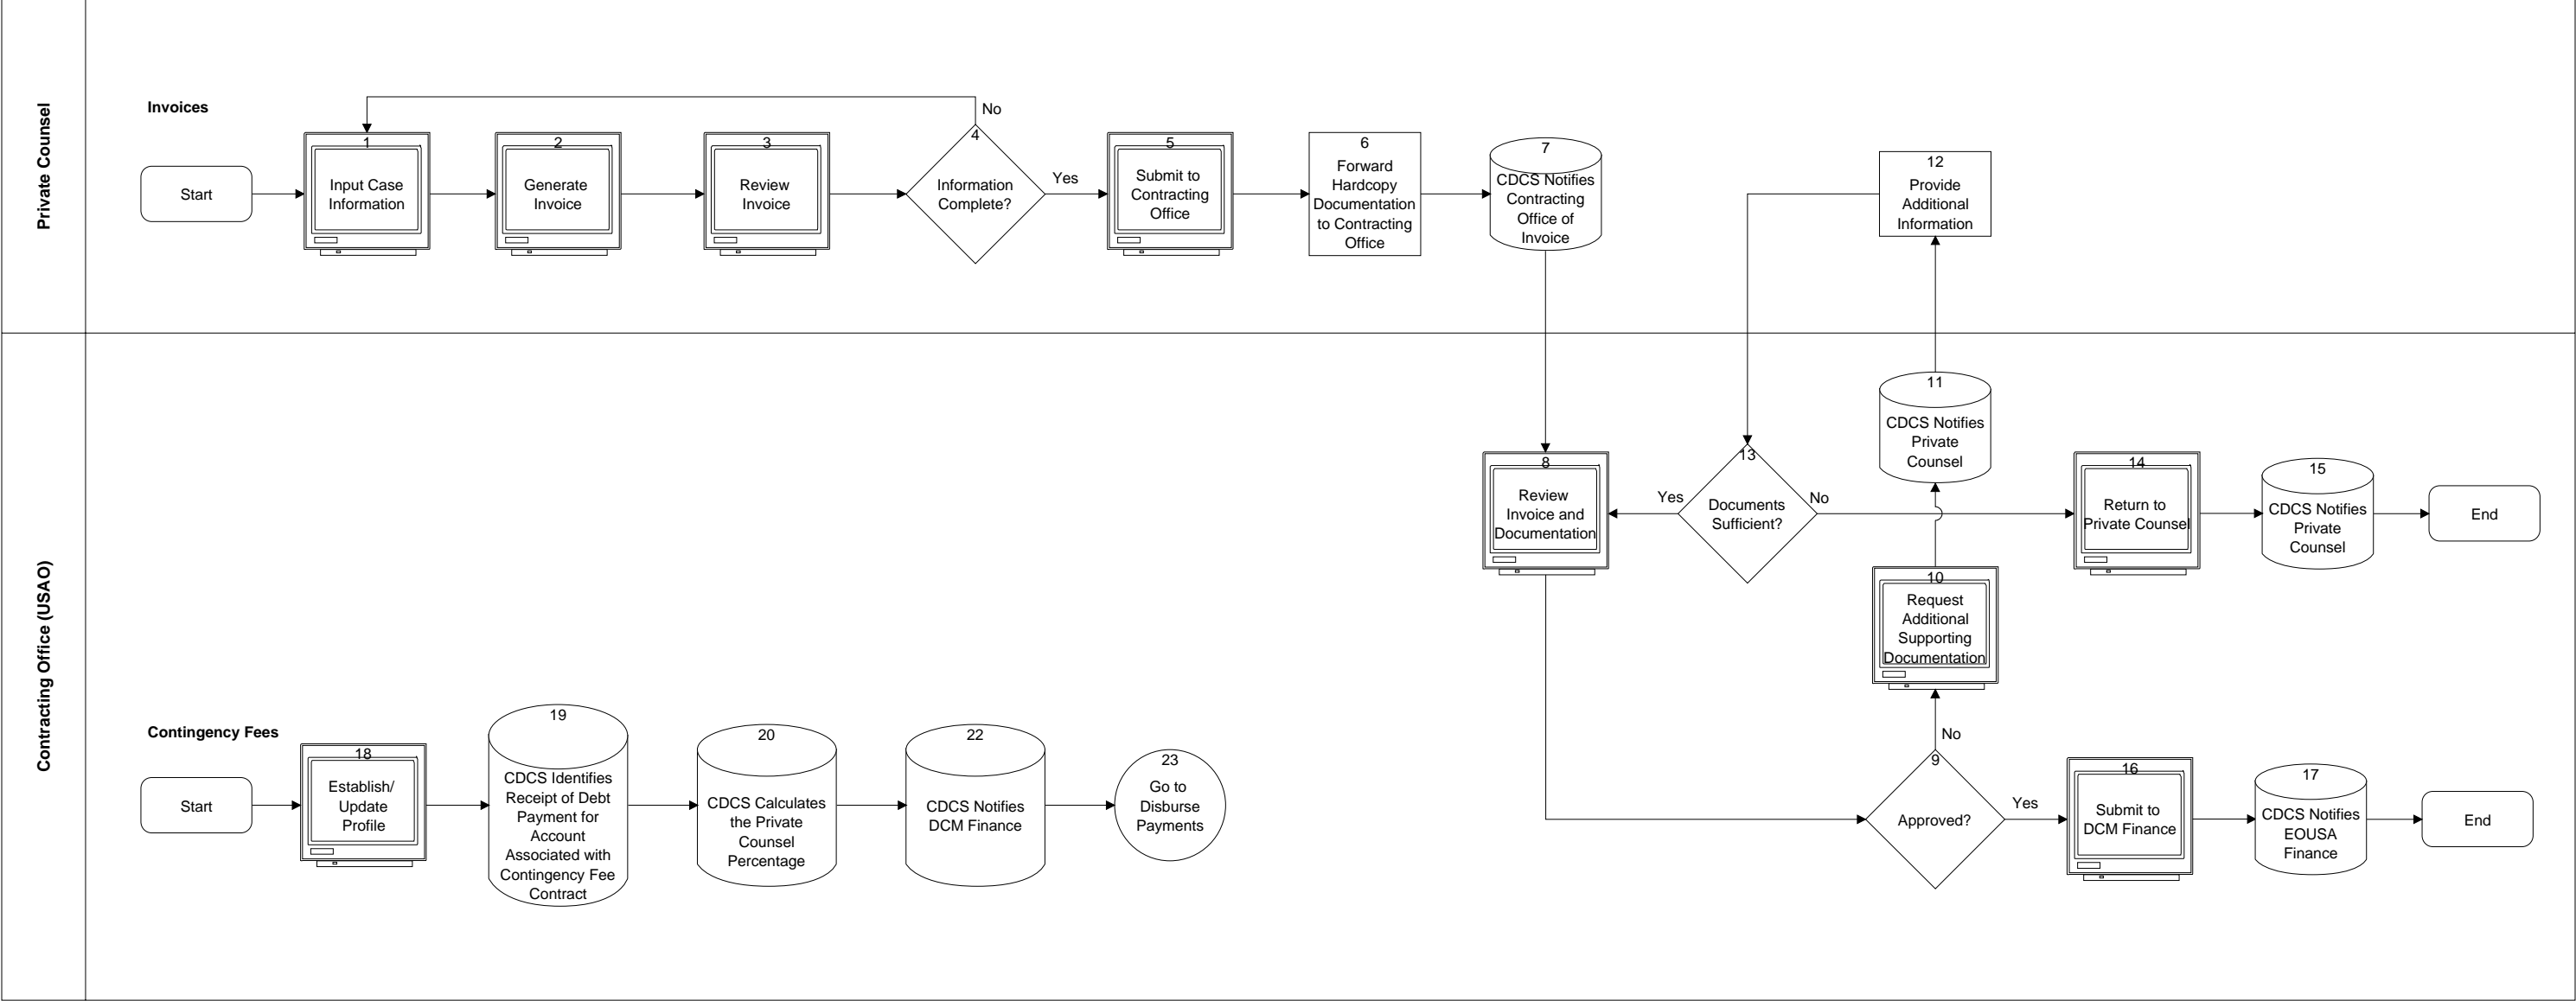 Private Counsel
Invoices
Start
1
Input Case
Information
2
Generate
Invoice
3
Review
Invoice
4
Information
Complete?
No
Yes
5
Submit to
Contracting
Office
6
Forward
Hardcopy
Documentation
to Contracting
Office
7
CDCS Notifies
Contracting
Office of
Invoice
12
Provide
Additional
Information
Contracting Office (USAO)
8
Review
Invoice and
Documentation
Yes
13
Documents
Sufficient?
No
11
CDCS Notifies
Private
Counsel
14
Return to
Private Counsel
15
CDCS Notifies
Private
Counsel
End
10
Request
Additional
Supporting
Documentation
No
9
Approved?
Yes
16
Submit to
DCM Finance
17
CDCS Notifies
EOUSA
Finance
End
Contingency Fees
Start
18
Establish/
Update
Profile
19
CDCS Identifies
Receipt of Debt
Payment for
Account
Associated with
Contingency Fee
Contract
20
CDCS Calculates
the Private
Counsel
Percentage
22
CDCS Notifies
DCM Finance
23
Go to
Disburse
Payments